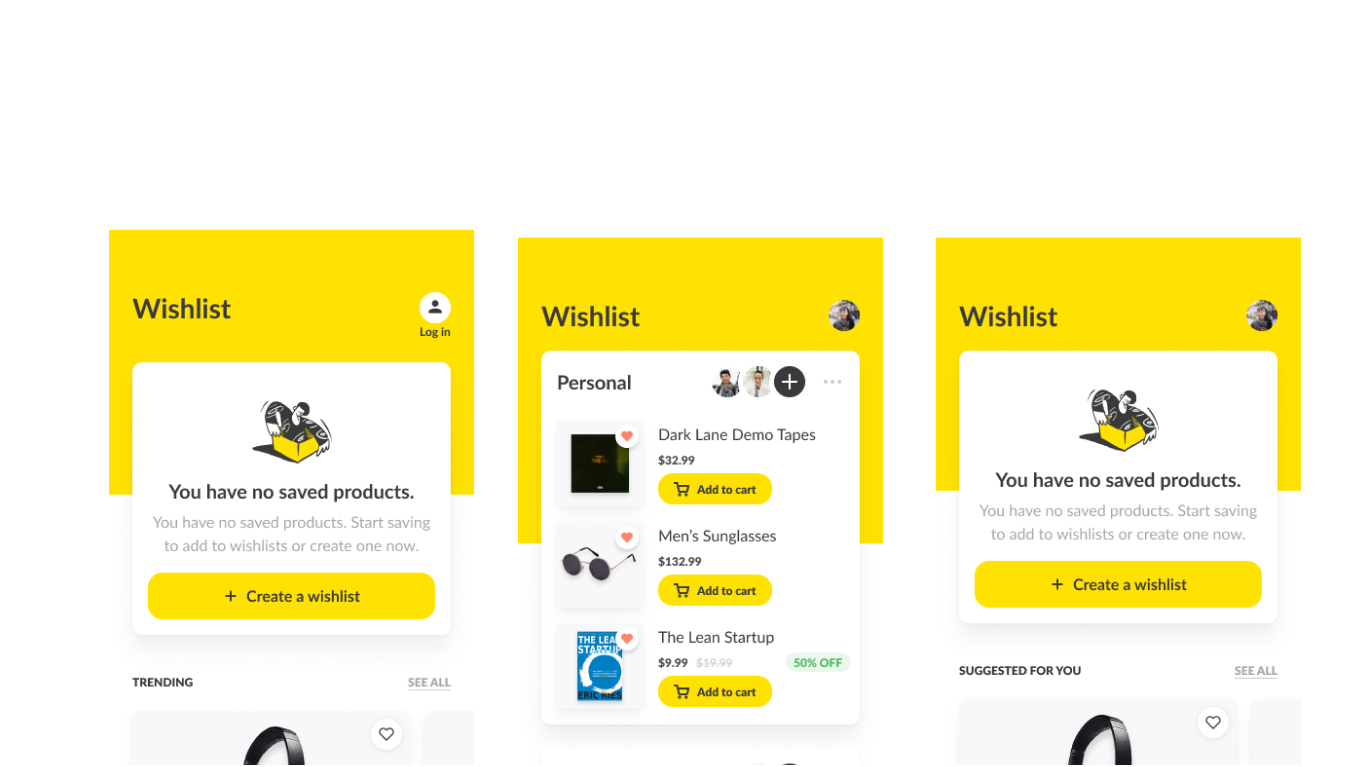 Wishlist
Log in
You have no saved products.
You have no saved products. Start saving
to add to wishlists or create one now.
+ Create a wishlist
TRENDING
SEE ALL
Wishlist
Personal
Dark Lane Demo Tapes
$32.99
Add to cart
Men's Sunglasses
$132.99
Add to cart
THE LEAN
STARTUP
ERIC RIES
The Lean Startup
$9.99 $19.99
50% OFF
Add to cart
Wishlist
You have no saved products.
You have no saved products. Start saving
to add to wishlists or create one now.
+ Create a wishlist
SUGGESTED FOR YOU
SEE ALL